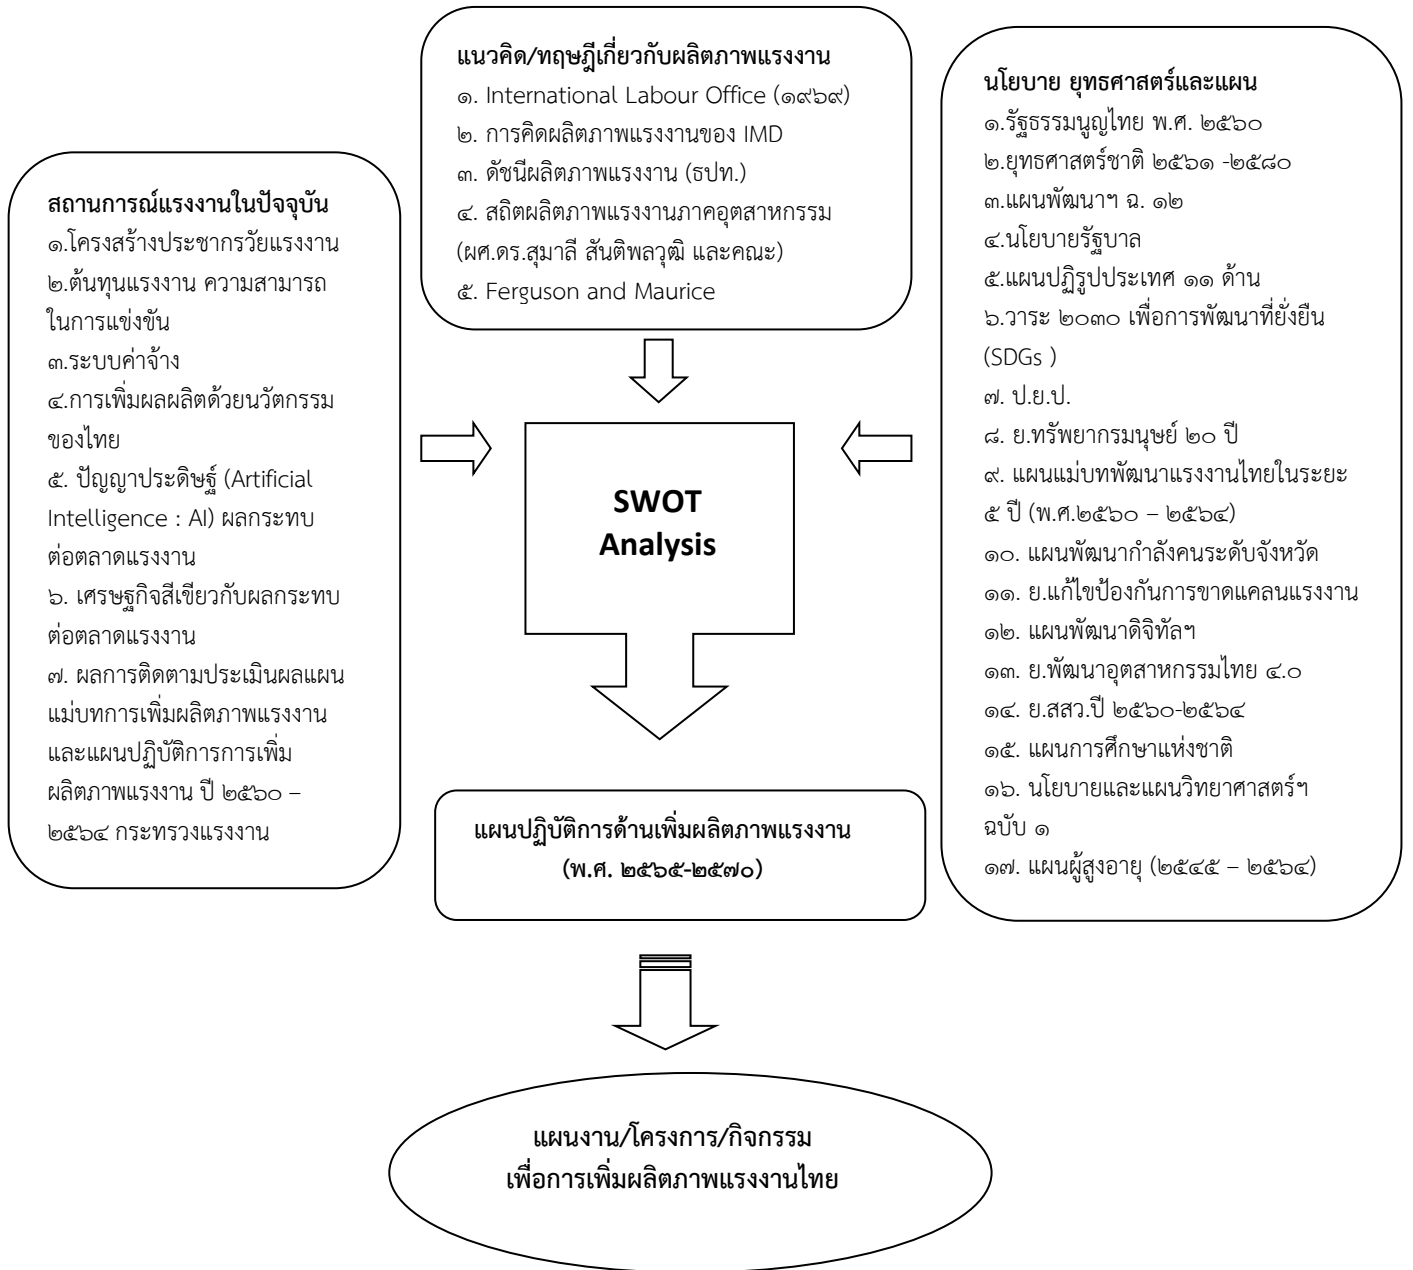 แนวคิด/ทฤษฎีเกี่ยวกับผลิตภาพแรงงาน
๑. International Labour Office (๑๙๖๙)
๒. การคิดผลิตภาพแรงงานของ IMD
๓. ดัชนีผลิตภาพแรงงาน (ธปท.)
๔. สถิตผลิตภาพแรงงานภาคอุตสาหกรรม
(ผศ.ดร.สุมาลี สันติพลวุฒิ และคณะ)
๕. Ferguson and Maurice
สถานการณ์แรงงานในปัจจุบัน
๑.โครงสร้างประชากรวัยแรงงาน
๒.ต้นทุนแรงงาน ความสามารถ
ในการแข่งขัน
๓.ระบบค่าจ้าง
๔.การเพิ่มผลผลิตด้วยนวัตกรรม
ของไทย
๕. ปัญญาประดิษฐ์ (Artificial
Intelligence : AI) ผลกระทบ
ต่อตลาดแรงงาน
๖. เศรษฐกิจสีเขียวกับผลกระทบ
ต่อตลาดแรงงาน
๗. ผลการติดตามประเมินผลแผน
แม่บทการเพิ่มผลิตภาพแรงงาน
และแผนปฏิบัติการการเพิ่ม
ผลิตภาพแรงงาน ปี ๒๕๖๐ –
๒๕๖๔ กระทรวงแรงงาน
นโยบาย ยุทธศาสตร์และแผน
๑.รัฐธรรมนูญไทย พ.ศ. ๒๕๖๐
๒.ยุทธศาสตร์ชาติ ๒๕๖๑ -๒๕๘๐
๓.แผนพัฒนาฯ ฉ. ๑๒
๔.นโยบายรัฐบาล
๕.แผนปฏิรูปประเทศ ๑๑ ด้าน
๖.วาระ ๒๐๓๐ เพื่อการพัฒนาที่ยั่งยืน
(SDGs )
๗. ป.ย.ป.
๘. ย.ทรัพยากรมนุษย์ ๒๐ ปี
๙. แผนแม่บทพัฒนาแรงงานไทยในระยะ
๕ ปี (พ.ศ.๒๕๖๐ – ๒๕๖๔)
๑๐. แผนพัฒนากำลังคนระดับจังหวัด
๑๑. ย.แก้ไขป้องกันการขาดแคลนแรงงาน
๑๒. แผนพัฒนาดิจิทัลฯ
๑๓. ย.พัฒนาอุตสาหกรรมไทย ๔.๐
๑๔. ย.สสว.ปี ๒๕๖๐-๒๕๖๔
๑๕. แผนการศึกษาแห่งชาติ
๑๖. นโยบายและแผนวิทยาศาสตร์ฯ
ฉบับ ๑
๑๗. แผนผู้สูงอายุ (๒๕๔๕ – ๒๕๖๔)
SWOT
Analysis
แผนปฏิบัติการด้านเพิ่มผลิตภาพแรงงาน
(พ.ศ. ๒๕๖๕-๒๕๗๐)
แผนงาน/โครงการ/กิจกรรม
เพื่อการเพิ่มผลิตภาพแรงงานไทย